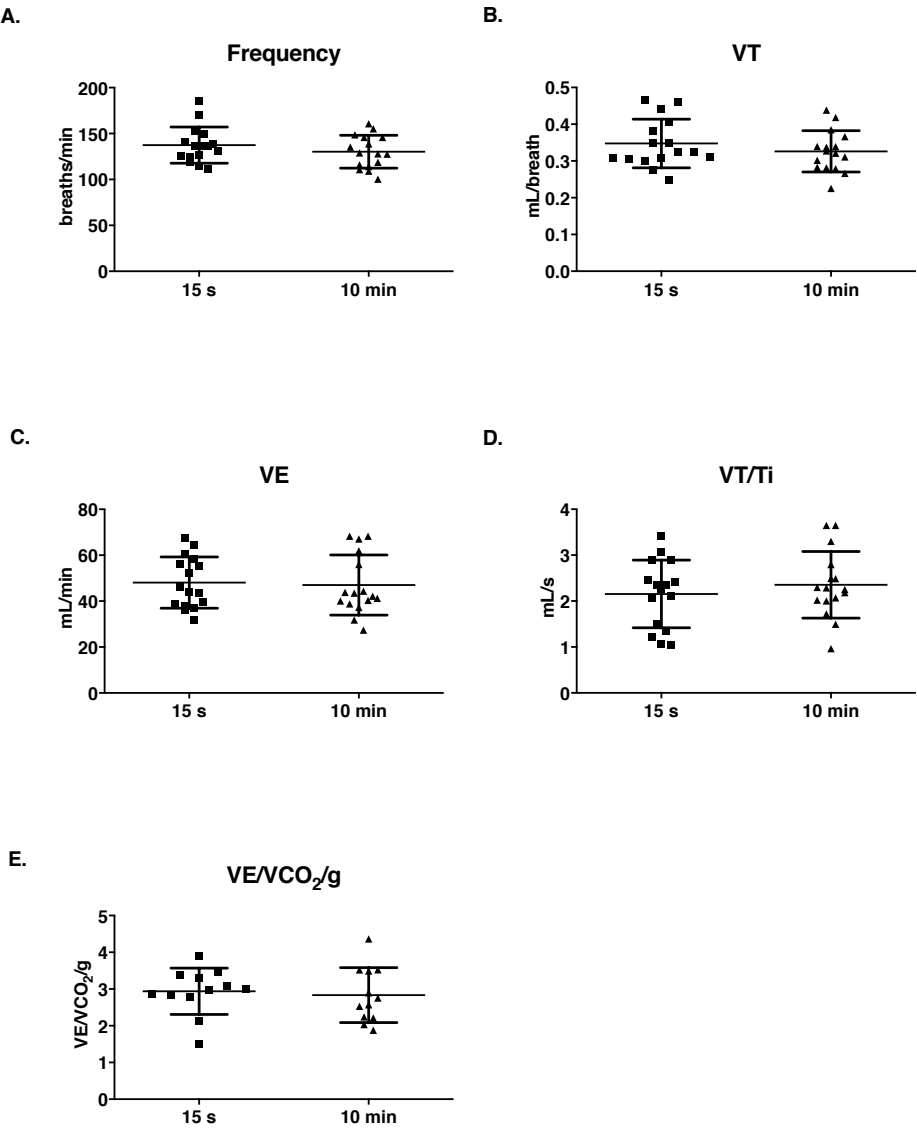 A.
Frequency
breaths/min
200
150
100
50
0
15 s
10 min
B.
VT
mL/breath
0.5
0.4
0.3
0.2
0.1
0.0
15 s
10 min
C.
VE
mL/min
80
60
40
20
0
15 s
10 min
D.
VT/Ti
mL/s
4
3
2
1
0
15 s
10 min
E.
VE/VCO₂/g
VE/VCO₂/g
5
4
3
2
1
0
15 s
10 min